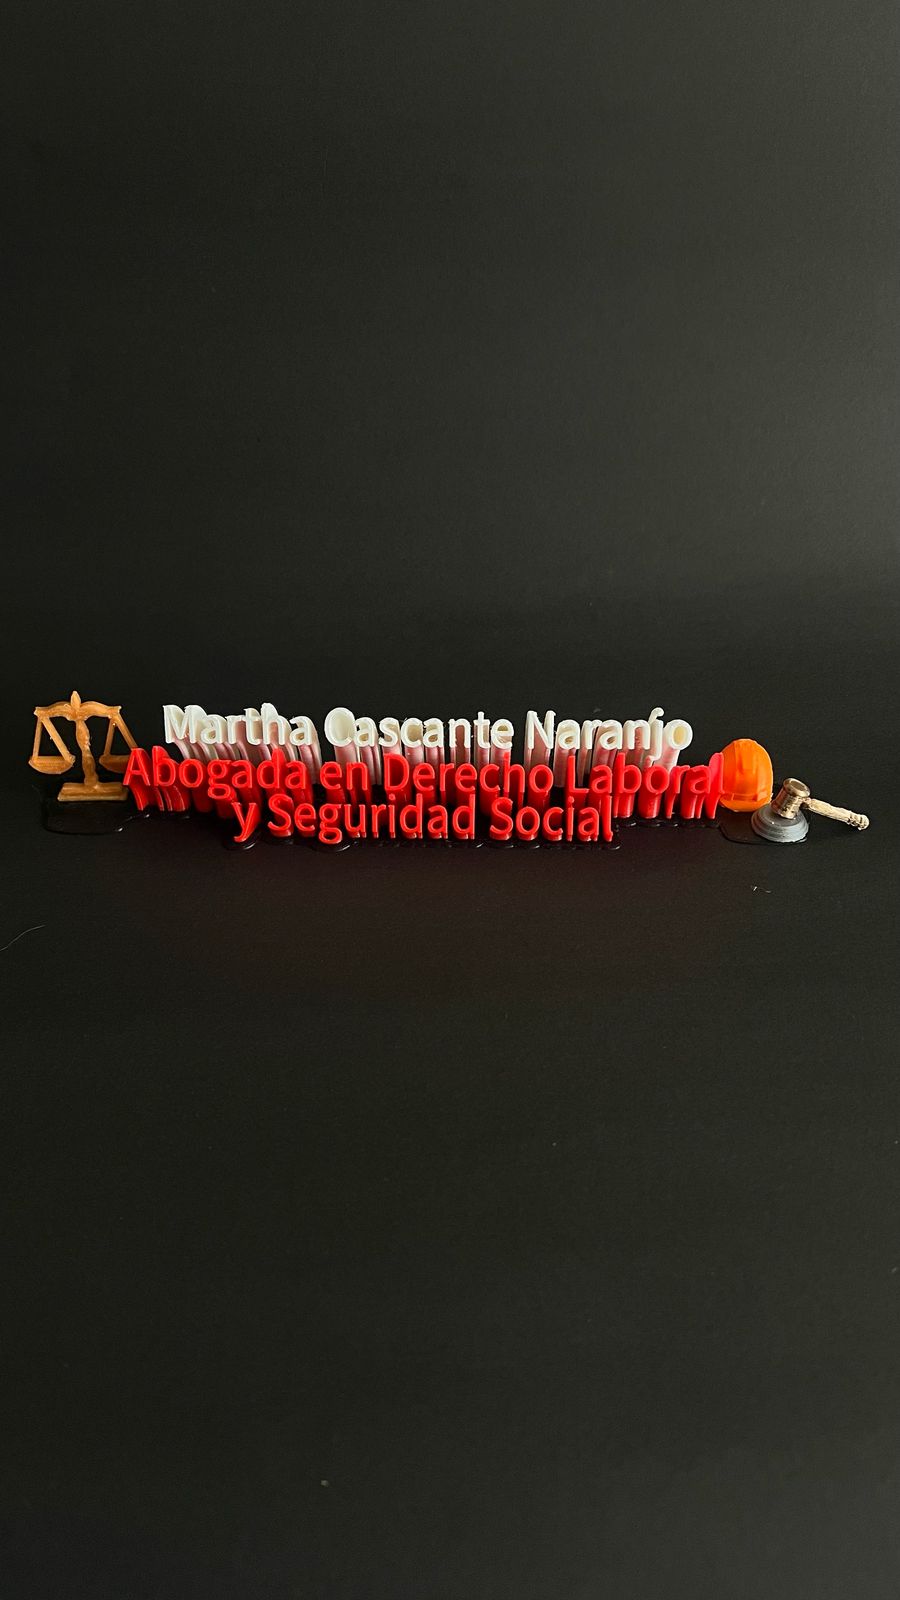 Martha Cascante Naranjo
Abogada en Derecho Laboral
y Seguridad Social